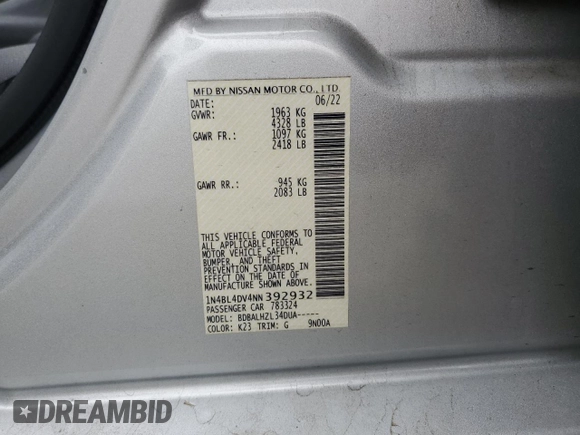 MFD BY NISSAN MOTOR CO., LTD.
DATE: 06/22
GVWR: 1963 KG
4328 LB
GAWR FR.: 1097 KG
2418 LB
GAWR RR.: 945 KG
2083 LB
THIS VEHICLE CONFORMS TO
ALL APPLICABLE FEDERAL
MOTOR VEHICLE SAFETY,
BUMPER, AND THEFT
PREVENTION STANDARDS IN
EFFECT ON THE DATE OF
MANUFACTURE SHOWN ABOVE.
1N4BL4DV4NN392932
PASSENGER CAR 783324
MODEL: BDBALHZL34DUA-----
COLOR: K23 TRIM: G 9N00A
DREAMBID